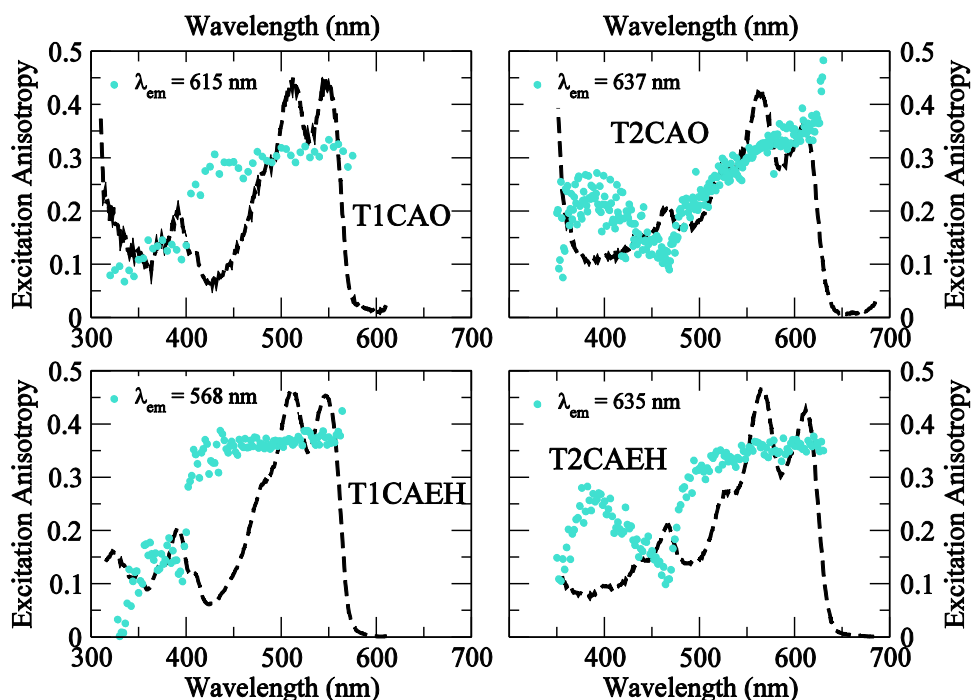 Wavelength (nm)
Wavelength (nm)
Excitation Anisotropy
0.5
0.4
0.3
0.2
0.1
0
λem = 615 nm
T1CAO
300 400 500 600 700
λem = 637 nm
T2CAO
400 500 600 700
0.5
0.4
0.3
0.2
0.1
0
Excitation Anisotropy
Excitation Anisotropy
0.5
0.4
0.3
0.2
0.1
0
λem = 568 nm
T1CAEH
300 400 500 600 700
Wavelength (nm)
λem = 635 nm
T2CAEH
400 500 600 700
Wavelength (nm)
0.5
0.4
0.3
0.2
0.1
0
Excitation Anisotropy